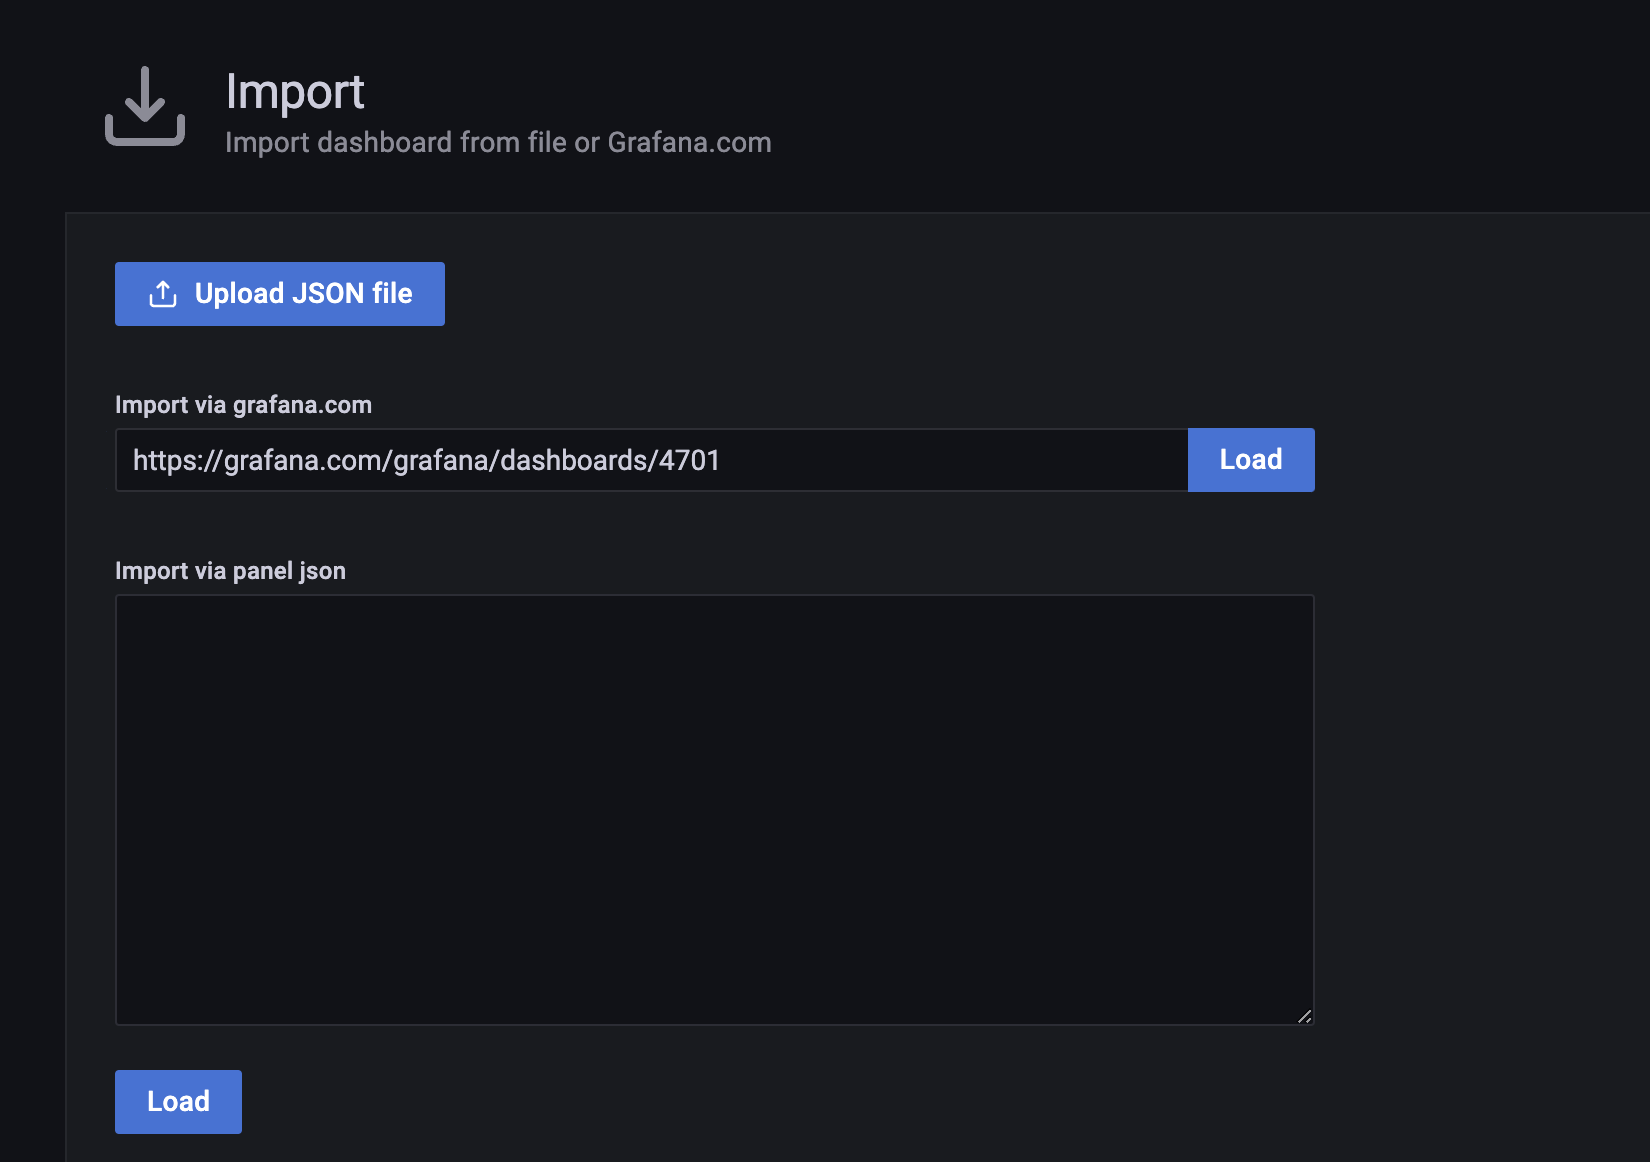 Import
Import dashboard from file or Grafana.com
Upload JSON file
Import via grafana.com
https://grafana.com/grafana/dashboards/4701
Load
Import via panel json
Load